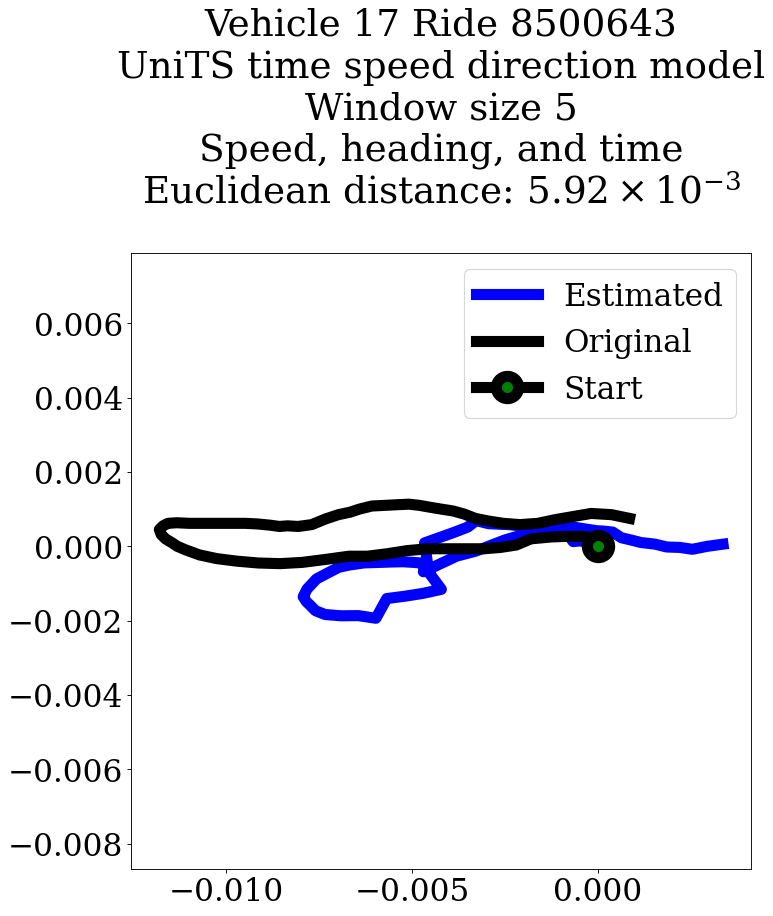 Vehicle 17 Ride 8500643
UniTS time speed direction model
Window size 5
Speed, heading, and time
Euclidean distance: 5.92 × 10⁻³
Estimated
Original
Start
0.006
0.004
0.002
0.000
−0.002
−0.004
−0.006
−0.008
−0.010
−0.005
0.000